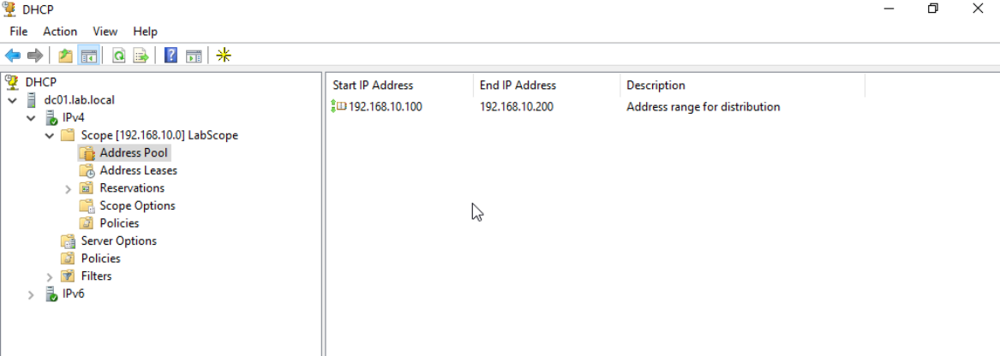 DHCP
File Action View Help
DHCP
dc01.lab.local
IPv4
Scope [192.168.10.0] LabScope
Address Pool
Address Leases
Reservations
Scope Options
Policies
Server Options
Policies
Filters
IPv6
Start IP Address End IP Address Description
192.168.10.100 192.168.10.200 Address range for distribution